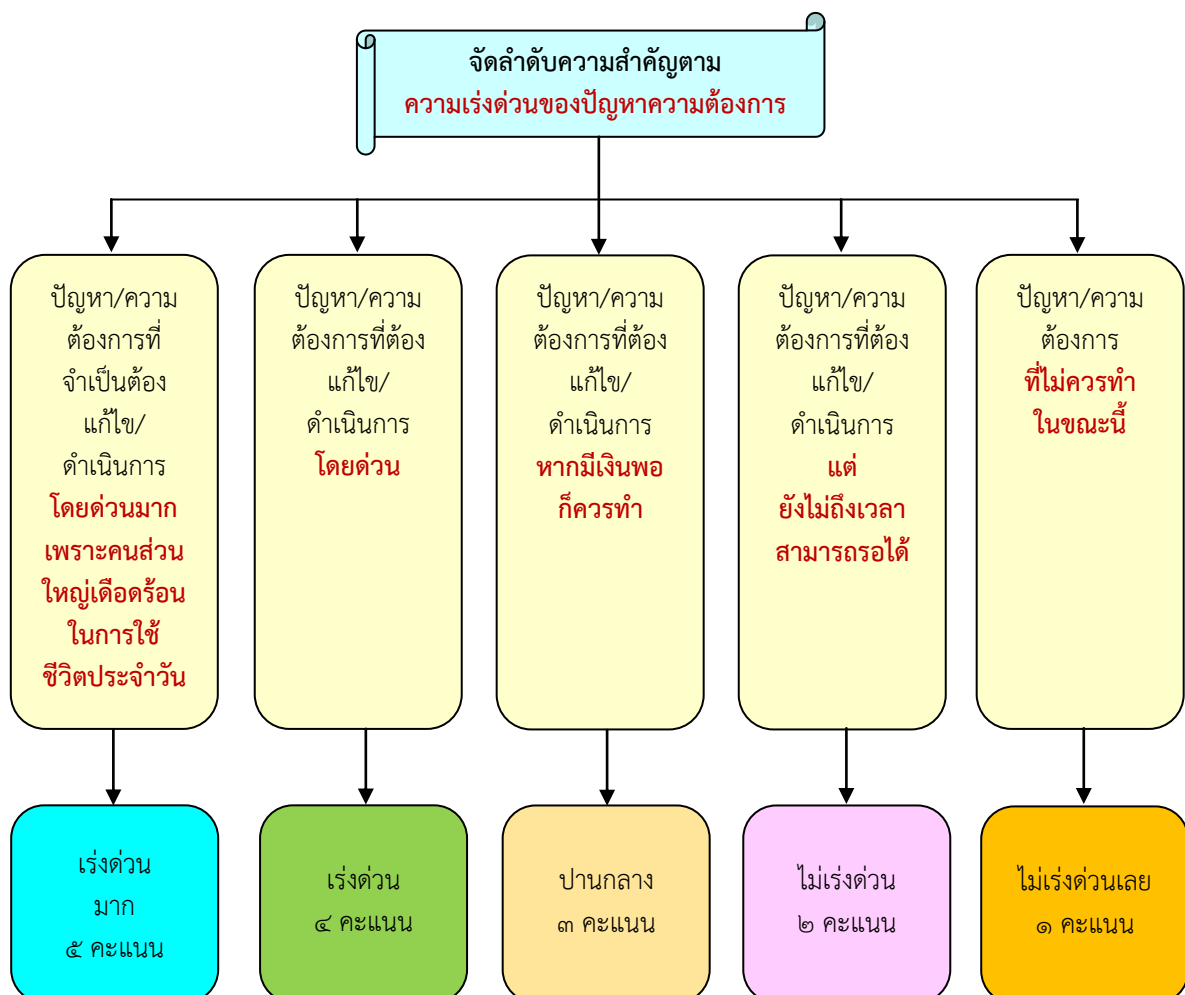 จัดลำดับความสำคัญตาม
ความเร่งด่วนของปัญหาความต้องการ
ปัญหา/ความ
ต้องการที่
จำเป็นต้อง
แก้ไข/
ดำเนินการ
โดยด่วนมาก
เพราะคนส่วน
ใหญ่เดือดร้อน
ในการใช้
ชีวิตประจำวัน
ปัญหา/ความ
ต้องการที่ต้อง
แก้ไข/
ดำเนินการ
โดยด่วน
ปัญหา/ความ
ต้องการที่ต้อง
แก้ไข/
ดำเนินการ
หากมีเงินพอ
ก็ควรทำ
ปัญหา/ความ
ต้องการที่ต้อง
แก้ไข/
ดำเนินการ
แต่
ยังไม่ถึงเวลา
สามารถรอได้
ปัญหา/ความ
ต้องการ
ที่ไม่ควรทำ
ในขณะนี้
เร่งด่วน
มาก
๕ คะแนน
เร่งด่วน
๔ คะแนน
ปานกลาง
๓ คะแนน
ไม่เร่งด่วน
๒ คะแนน
ไม่เร่งด่วนเลย
๑ คะแนน